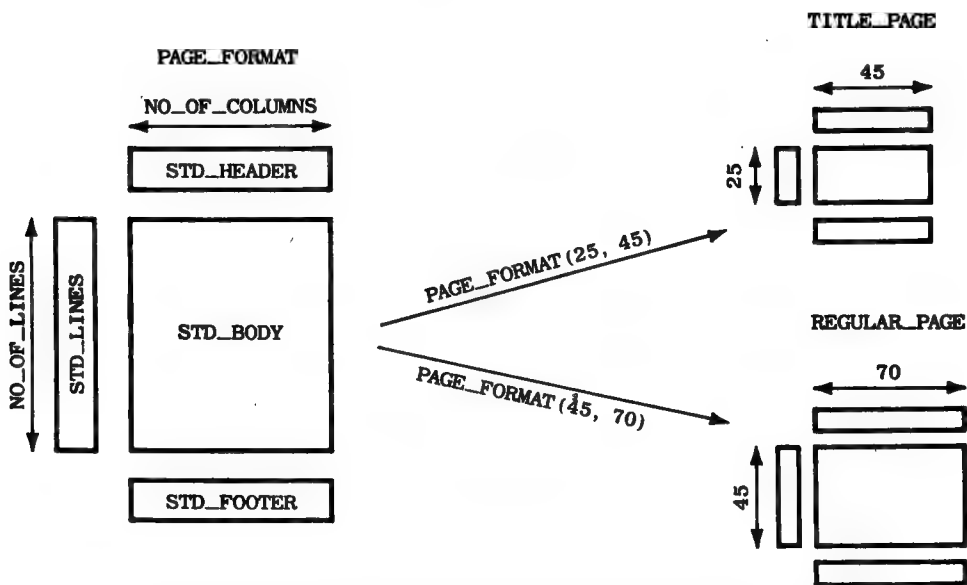 PAGE_FORMAT
NO_OF_COLUMNS
STD_HEADER
NO_OF_LINES
STD_LINES
STD_BODY
STD_FOOTER
PAGE_FORMAT(25, 45)
PAGE_FORMAT(45, 70)
TITLE_PAGE
45
25
REGULAR_PAGE
70
45